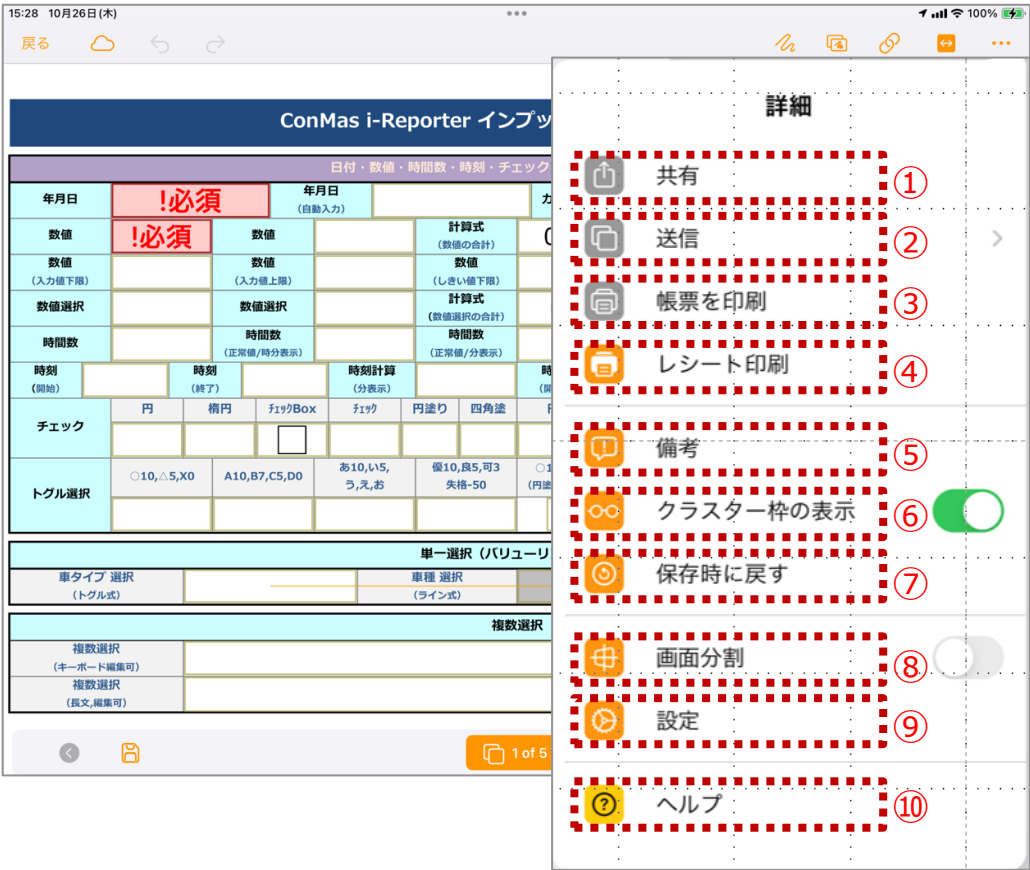 15:28 10月26日(木)
100%
戻る
ConMas i-Reporter インプッ
日付・数値・時間数・時刻・チェック
年月日 !必須 年月日
(自動入力)
数値 !必須 数値 計算式
(数値の合計)
数値
(入力値下限)
数値
(入力値上限)
数値
(しきい値下限)
数値選択 数値選択 計算式
(数値選択の合計)
時間数 時間数
(正常値/時分表示)
時間数
(正常値/分表示)
時刻
(開始)
時刻
(終了)
時刻計算
(分表示)
チェック 円 楕円 ﾁｪｯｸBox ﾁｪｯｸ 円塗り 四角塗
トグル選択 ○10,△5,X0 A10,B7,C5,D0 あ10,い5,
う,え,お
優10,良5,可3
失格-50
単一選択（バリューリ
車タイプ 選択
(トグル式)
車種 選択
(ライン式)
複数選択
複数選択
(キーボード編集可)
複数選択
(長文,編集可)
1 of 5
詳細
共有 ①
送信 ②
帳票を印刷 ③
レシート印刷 ④
備考 ⑤
クラスター枠の表示 ⑥
保存時に戻す ⑦
画面分割 ⑧
設定 ⑨
ヘルプ ⑩